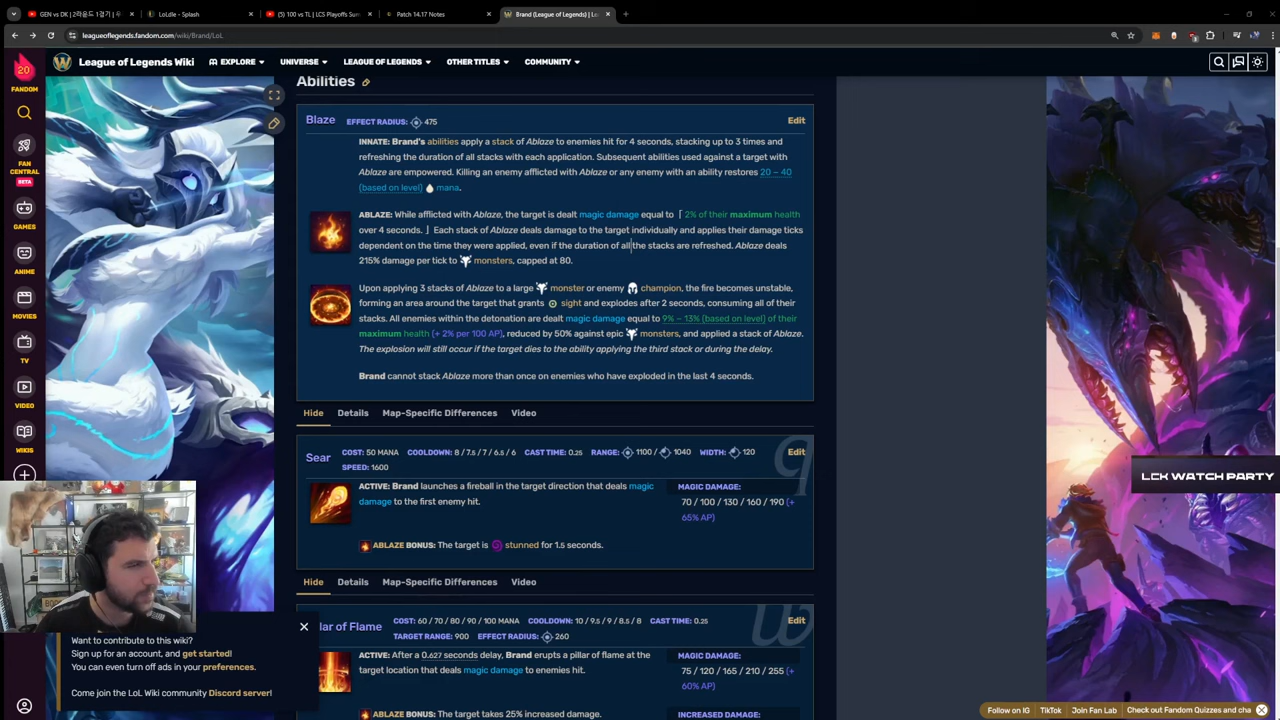 GEN vs DK | 2라운드 1경기 | 우
LoLdle - Splash
(5) 100 vs TL | LCS Playoffs Sum
Patch 14.17 Notes
Brand (League of Legends) | Le
leagueoflegends.fandom.com/wiki/Brand/LoL
20
FANDOM
League of Legends Wiki
EXPLORE
UNIVERSE
LEAGUE OF LEGENDS
OTHER TITLES
COMMUNITY
FAN
CENTRAL
BETA
GAMES
ANIME
MOVIES
TV
VIDEO
WIKIS
Abilities
Blaze
EFFECT RADIUS: 475
Edit
INNATE: Brand's abilities apply a stack of Ablaze to enemies hit for 4 seconds, stacking up to 3 times and
refreshing the duration of all stacks with each application. Subsequent abilities used against a target with
Ablaze are empowered. Killing an enemy afflicted with Ablaze or any enemy with an ability restores 20 – 40
(based on level) mana.
ABLAZE: While afflicted with Ablaze, the target is dealt magic damage equal to ⌈ 2% of their maximum health
over 4 seconds. ⌋ Each stack of Ablaze deals damage to the target individually and applies their damage ticks
dependent on the time they were applied, even if the duration of all the stacks are refreshed. Ablaze deals
215% damage per tick to monsters, capped at 80.
Upon applying 3 stacks of Ablaze to a large monster or enemy champion, the fire becomes unstable,
forming an area around the target that grants sight and explodes after 2 seconds, consuming all of their
stacks. All enemies within the detonation are dealt magic damage equal to 9% – 13% (based on level) of their
maximum health (+ 2% per 100 AP), reduced by 50% against epic monsters, and applied a stack of Ablaze.
The explosion will still occur if the target dies to the ability applying the third stack or during the delay.
Brand cannot stack Ablaze more than once on enemies who have exploded in the last 4 seconds.
Hide Details Map-Specific Differences Video
Sear
COST: 50 MANA COOLDOWN: 8 / 7.5 / 7 / 6.5 / 6 CAST TIME: 0.25 RANGE: 1100 / 1040 WIDTH: 120
SPEED: 1600
q
Edit
ACTIVE: Brand launches a fireball in the target direction that deals magic
damage to the first enemy hit.
MAGIC DAMAGE:
70 / 100 / 130 / 160 / 190 (+
65% AP)
ABLAZE BONUS: The target is stunned for 1.5 seconds.
Hide Details Map-Specific Differences Video
llar of Flame
COST: 60 / 70 / 80 / 90 / 100 MANA COOLDOWN: 10 / 9.5 / 9 / 8.5 / 8 CAST TIME: 0.25
TARGET RANGE: 900 EFFECT RADIUS: 260
w
Edit
ACTIVE: After a 0.627 seconds delay, Brand erupts a pillar of flame at the
target location that deals magic damage to enemies hit.
MAGIC DAMAGE:
75 / 120 / 165 / 210 / 255 (+
60% AP)
ABLAZE BONUS: The target takes 25% increased damage.
INCREASED DAMAGE:
LCK WATCH PARTY
Want to contribute to this wiki?
Sign up for an account, and get started!
You can even turn off ads in your preferences.
Come join the LoL Wiki community Discord server!
Follow on IG
TikTok
Join Fan Lab
Check out Fandom Quizzes and cha